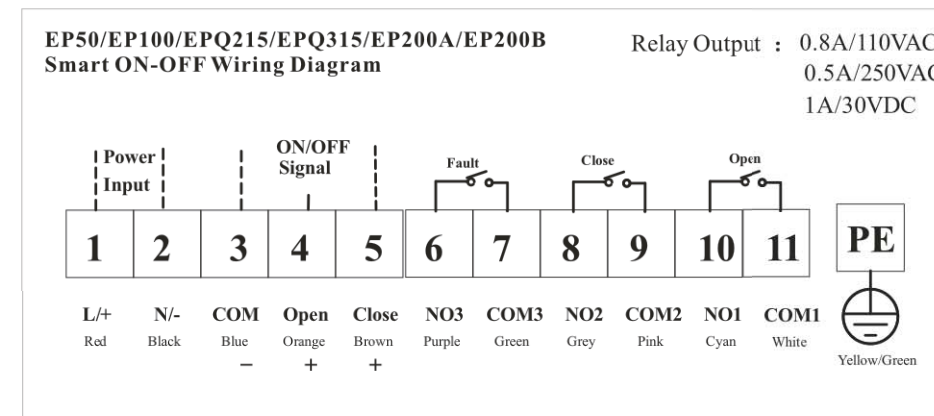 EP50/EP100/EPQ215/EPQ315/EP200A/EP200B
Smart ON-OFF Wiring Diagram
Relay Output : 0.8A/110VAC
0.5A/250VAC
1A/30VDC
Power
Input
ON/OFF
Signal
Fault
Close
Open
1 2 3 4 5 6 7 8 9 10 11 PE
L/+ N/- COM Open Close NO3 COM3 NO2 COM2 NO1 COM1
Red Black Blue Orange Brown Purple Green Grey Pink Cyan White
Yellow/Green
− + +